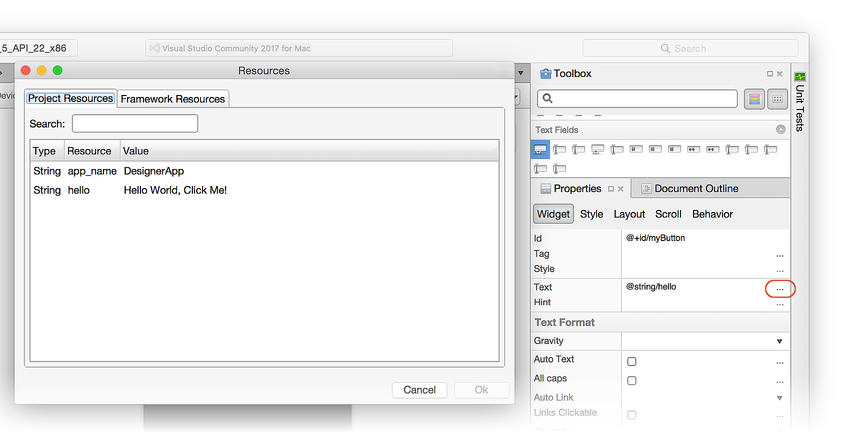 _5_API_22_x86
Visual Studio Community 2017 for Mac
Search
Resources
Project Resources
Framework Resources
Search:
Type Resource Value
String app_name DesignerApp
String hello Hello World, Click Me!
Cancel
Ok
Toolbox
Text Fields
Properties
Document Outline
Widget Style Layout Scroll Behavior
Id @+id/myButton
Tag ...
Style ...
Text @string/hello ...
Hint ...
Text Format
Gravity
Auto Text ...
All caps ...
Auto Link
Links Clickable ...
Unit Tests